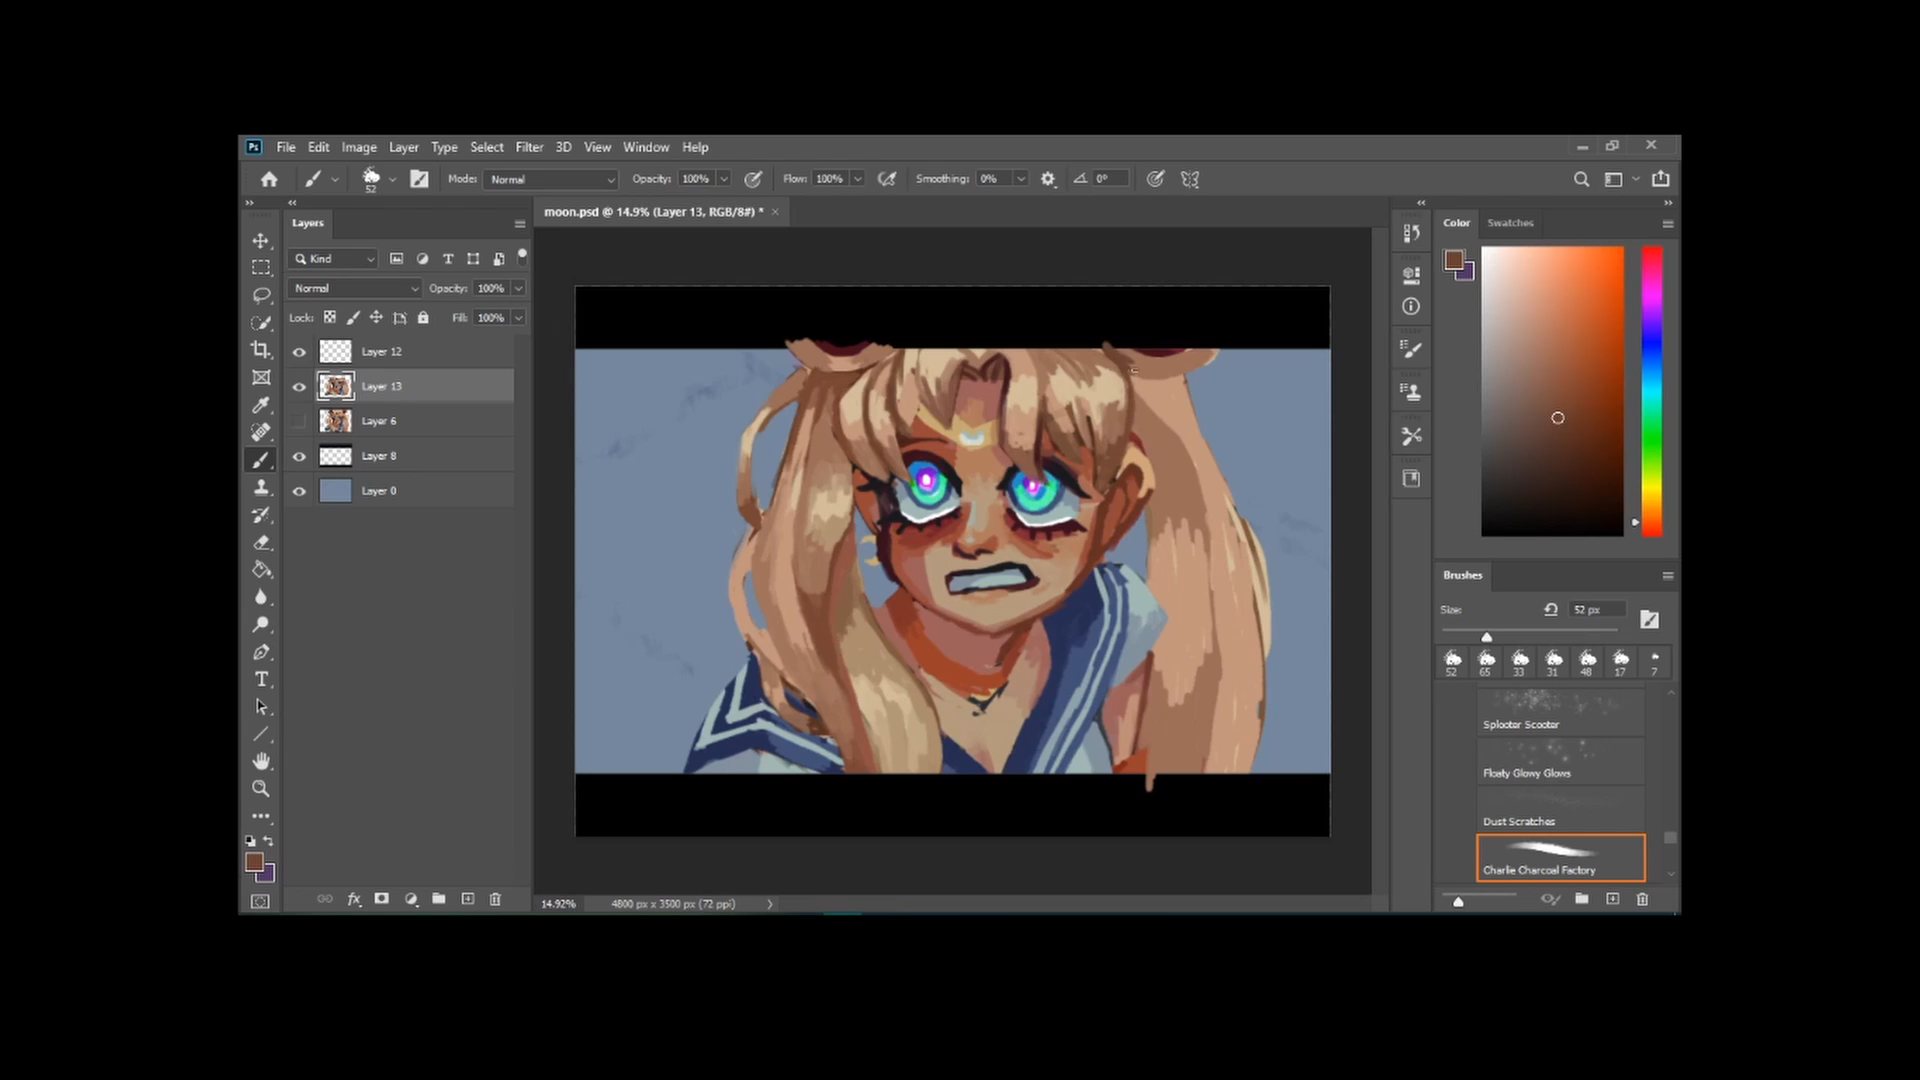 Ps File Edit Image Layer Type Select Filter 3D View Window Help
52 Mode: Normal Opacity: 100% Flow: 100% Smoothing: 0% 0°
Layers
moon.psd @ 14.9% (Layer 13, RGB/8#) *
Color Swatches
Kind
Normal Opacity: 100%
Lock: Fill: 100%
Layer 12
Layer 13
Layer 6
Layer 8
Layer 0
Brushes
Size: 52 px
52 65 33 31 48 17 7
Splooter Scooter
Floaty Glowy Glows
Dust Scratches
Charlie Charcoal Factory
fx
14.92% 4800 px x 3500 px (72 ppi)